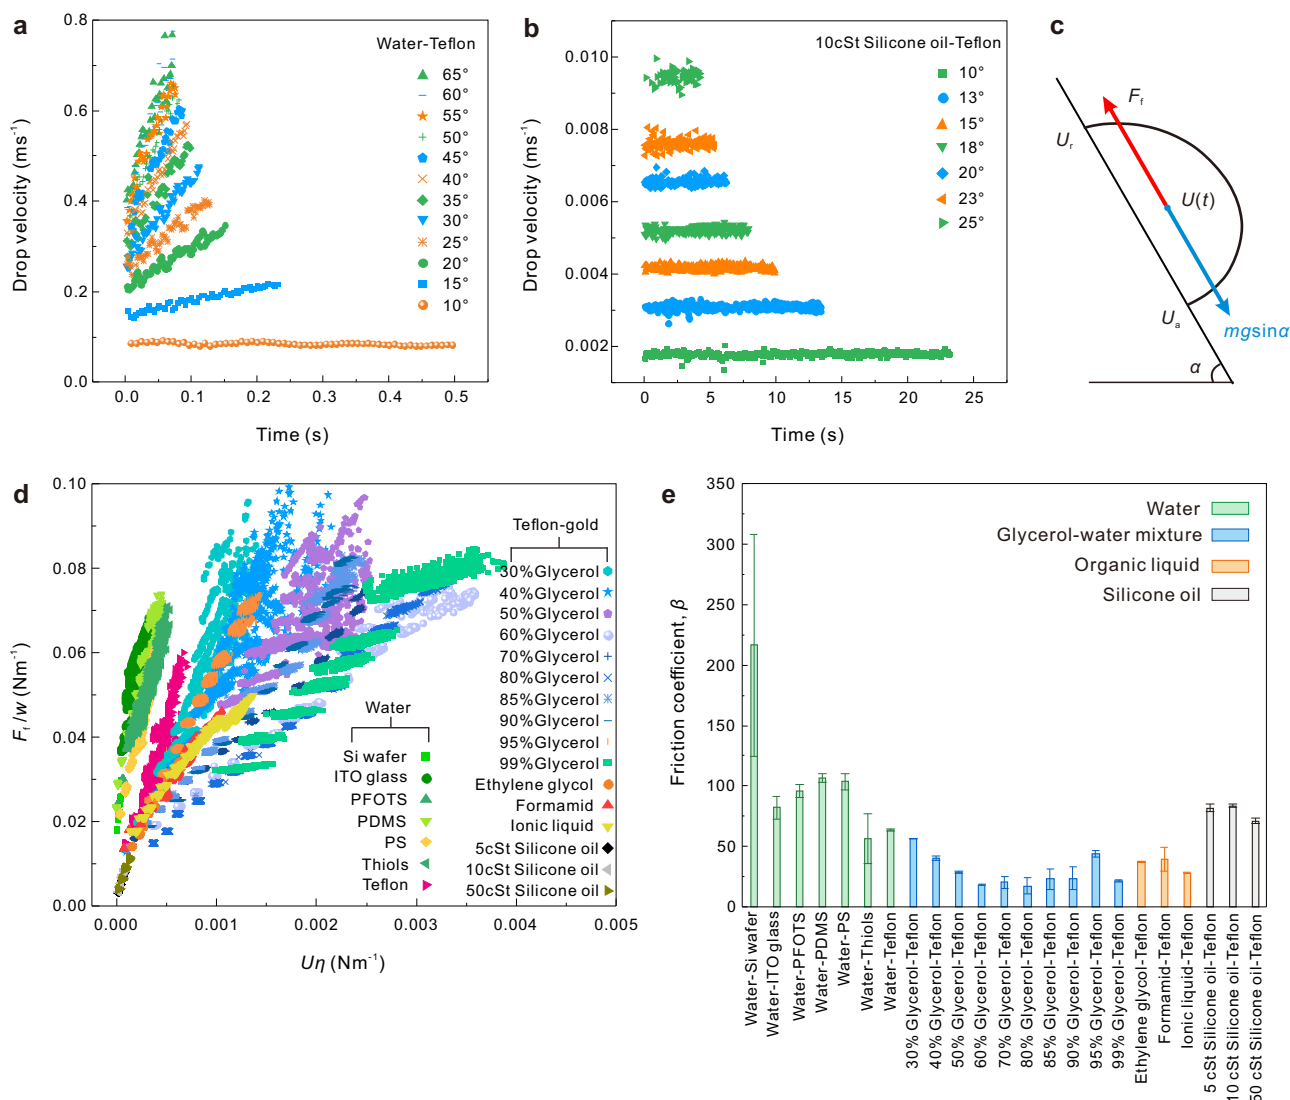 a
Water-Teflon
65°
60°
55°
50°
45°
40°
35°
30°
25°
20°
15°
10°
0.8
0.6
0.4
0.2
0.0
Drop velocity (ms⁻¹)
0.0 0.1 0.2 0.3 0.4 0.5
Time (s)
b
10cSt Silicone oil-Teflon
10°
13°
15°
18°
20°
23°
25°
0.010
0.008
0.006
0.004
0.002
Drop velocity (ms⁻¹)
0 5 10 15 20 25
Time (s)
c
F_f
U_r
U(t)
U_a
mgsinα
α
d
0.10
0.08
0.06
0.04
0.02
0.00
F_f/w (Nm⁻¹)
Teflon-gold
30%Glycerol
40%Glycerol
50%Glycerol
60%Glycerol
70%Glycerol
80%Glycerol
85%Glycerol
90%Glycerol
95%Glycerol
99%Glycerol
Ethylene glycol
Formamid
Ionic liquid
5cSt Silicone oil
10cSt Silicone oil
50cSt Silicone oil
Water
Si wafer
ITO glass
PFOTS
PDMS
PS
Thiols
Teflon
0.000 0.001 0.002 0.003 0.004 0.005
Uη (Nm⁻¹)
e
350
300
250
200
150
100
50
0
Friction coefficient, β
Water
Glycerol-water mixture
Organic liquid
Silicone oil
Water-Si wafer
Water-ITO glass
Water-PFOTS
Water-PDMS
Water-PS
Water-Thiols
Water-Teflon
30% Glycerol-Teflon
40% Glycerol-Teflon
50% Glycerol-Teflon
60% Glycerol-Teflon
70% Glycerol-Teflon
80% Glycerol-Teflon
85% Glycerol-Teflon
90% Glycerol-Teflon
95% Glycerol-Teflon
99% Glycerol-Teflon
Ethylene glycol-Teflon
Formamid-Teflon
Ionic liquid-Teflon
5 cSt Silicone oil-Teflon
10 cSt Silicone oil-Teflon
50 cSt Silicone oil-Teflon